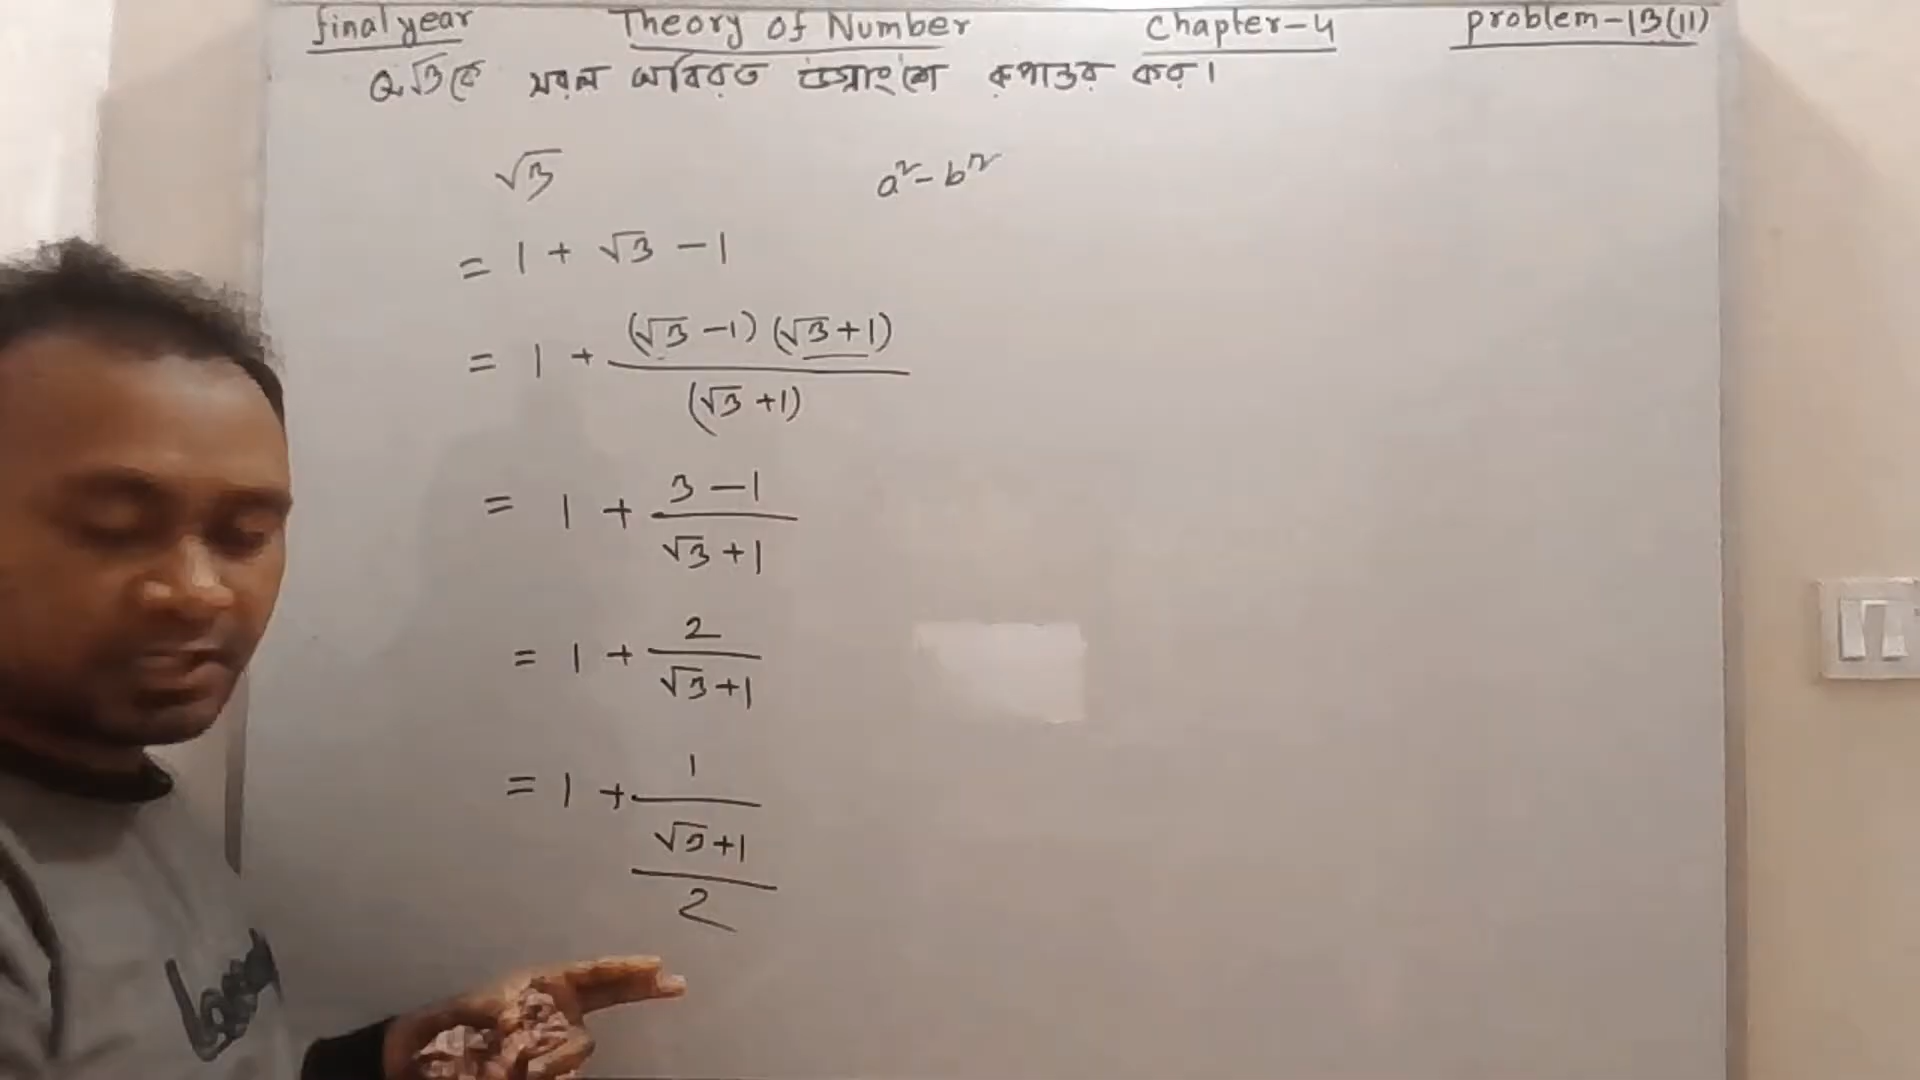 final year Theory of Number Chapter-4 problem-13(11)
Q √3 কে সরল অবিরত ভগ্নাংশে রূপান্তর কর।
√3 a² - b²
= 1 + √3 - 1
= 1 + (√3 - 1) (√3 + 1)
(√3 + 1)
= 1 + 3 - 1
√3 + 1
= 1 + 2
√3 + 1
= 1 + 1
√3 + 1
2